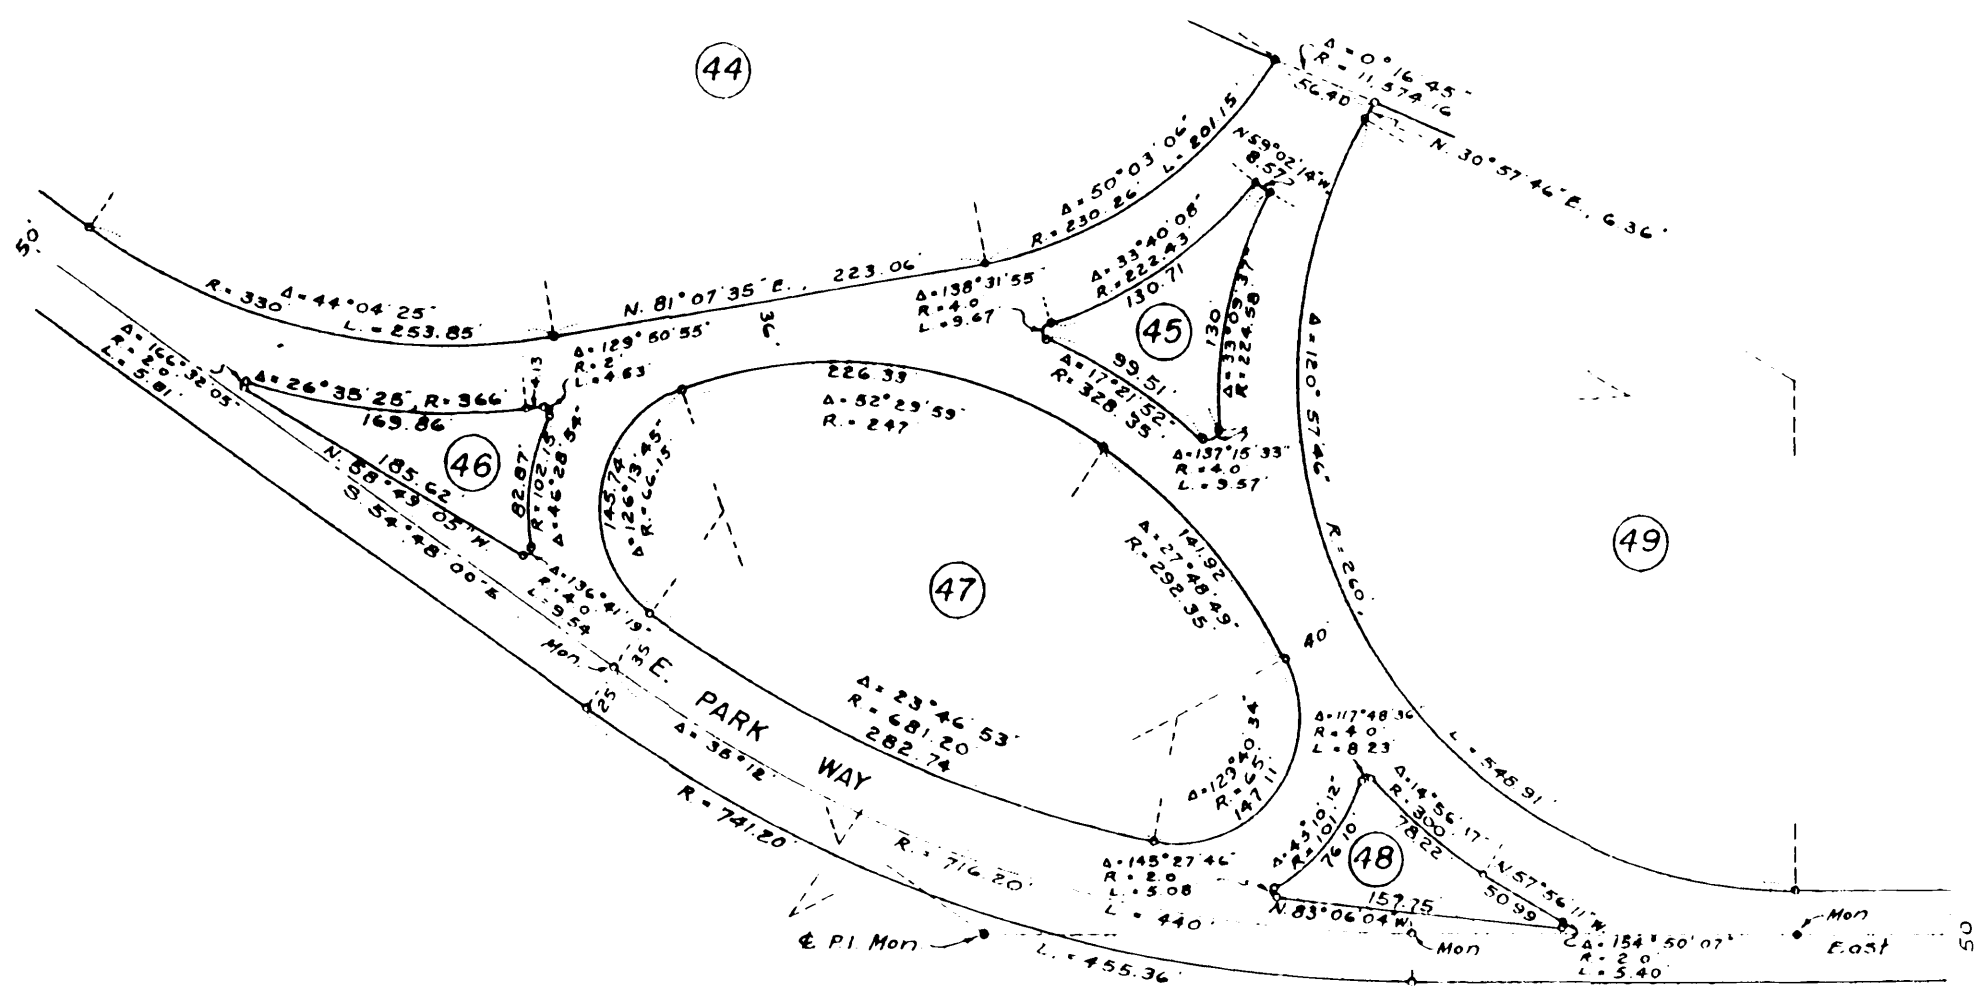 44
Δ = 0°16'45"
R = 11,574.16
56.40
N. 30°57'46"E., 6.36'
Δ = 50°03'06"
R = 230.26' L = 201.15'
N59°02'14"W.
8.57?
50'
R = 330' Δ = 44°04'25"
L = 253.85'
N. 81°07'35"E., 223.06'
36'
Δ = 138°31'55"
R = 4.0
L = 9.67
Δ = 33°40'08"
R = 222.43'
130.71
45
130'
Δ = 33°09'37"
R = 224.58
99.51'
Δ = 17°21'52"
R = 328.35
Δ = 137°15'33"
R = 4.0
L = 9.57'
Δ = 166°32'05"
R = 2.0
L = 5.81
Δ = 26°35'25", R = 366'
169.86
4.13
Δ = 129°50'55"
R = 2'
L = 4.53'
46
82.87'
R = 102.15'
Δ = 46°28'54"
185.62
N. 58°49'05"W.
S. 54°48'00"E
Δ = 136°41'19"
R = 4.0
L = 9.54
Mon.
35
25
226.33
Δ = 52°29'59"
R = 247'
145.74
Δ = 126°13'45"
R = 66.15'
47
141.92
Δ = 27°48'49"
R = 292.35'
40'
Δ = 120°57'46"
R = 260'
L = 548.91'
49
Δ = 23°46'53"
R = 681.20
282.74
E. PARK WAY
Δ = 35°12'
R = 741.20'
R = 716.20'
Δ = 129°40'34"
R = 65'
147.11
Δ = 117°48'36"
R = 4.0'
L = 8.23
Δ = 43°10'12"
R = 101'
76.10
48
Δ = 14°56'17"
R = 300'
78.22
N57°56'11"W.
50.99
157.75
N. 83°06'04"W.
Δ = 145°27'46"
R = 2.0
L = 5.08
L = 440'
℄ P.I. Mon.
L = 455.36'
Mon
Δ = 154°50'07"
R = 2.0'
L = 5.40'
Mon
East
50